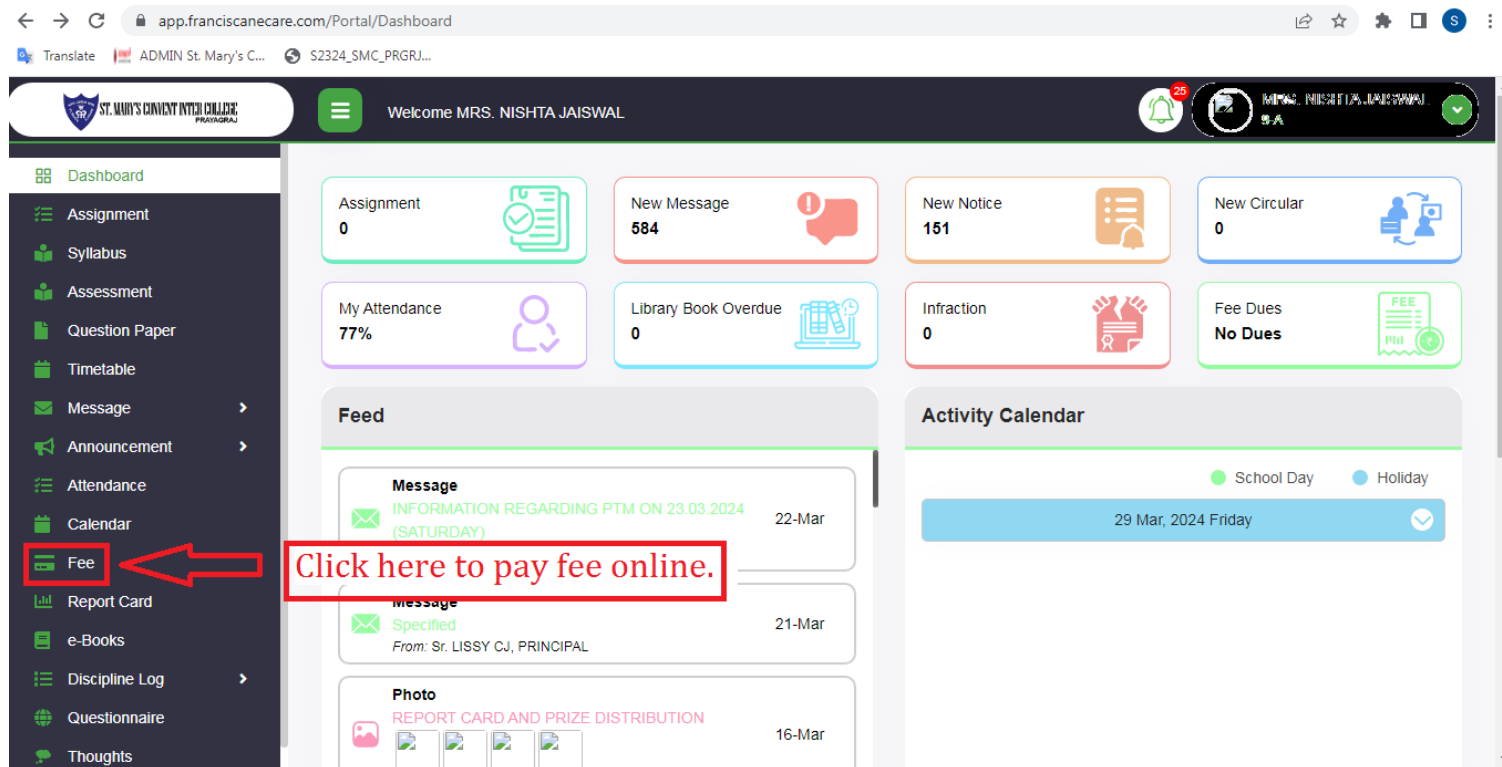 app.franciscanecare.com/Portal/Dashboard
S
Translate
ADMIN St. Mary's C...
S2324_SMC_PRGRJ...
ST. MARY'S CONVENT INTER COLLEGE
PRAYAGRAJ
Welcome MRS. NISHTA JAISWAL
25
MRS. NISHTA JAISWAL
9-A
Dashboard
Assignment
Syllabus
Assessment
Question Paper
Timetable
Message
Announcement
Attendance
Calendar
Fee
Report Card
e-Books
Discipline Log
Questionnaire
Thoughts
Assignment
0
New Message
584
New Notice
151
New Circular
0
My Attendance
77%
Library Book Overdue
0
Infraction
0
Fee Dues
No Dues
FEE
Feed
Message
INFORMATION REGARDING PTM ON 23.03.2024
(SATURDAY)
22-Mar
Click here to pay fee online.
Message
Specified
From: Sr. LISSY CJ, PRINCIPAL
21-Mar
Photo
REPORT CARD AND PRIZE DISTRIBUTION
16-Mar
Activity Calendar
School Day
Holiday
29 Mar, 2024 Friday